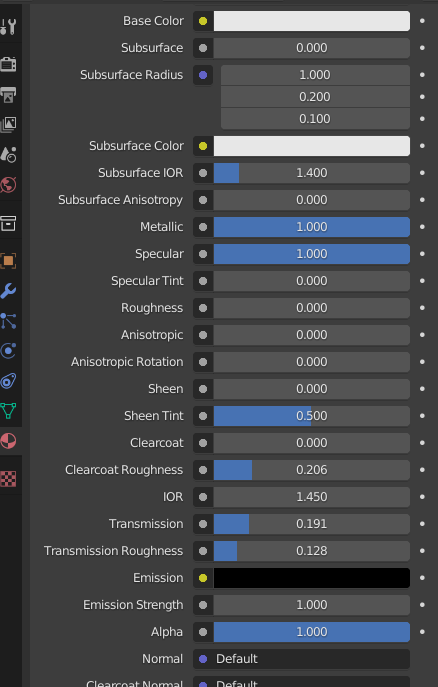 Base Color
Subsurface 0.000
Subsurface Radius 1.000
0.200
0.100
Subsurface Color
Subsurface IOR 1.400
Subsurface Anisotropy 0.000
Metallic 1.000
Specular 1.000
Specular Tint 0.000
Roughness 0.000
Anisotropic 0.000
Anisotropic Rotation 0.000
Sheen 0.000
Sheen Tint 0.500
Clearcoat 0.000
Clearcoat Roughness 0.206
IOR 1.450
Transmission 0.191
Transmission Roughness 0.128
Emission
Emission Strength 1.000
Alpha 1.000
Normal Default
Clearcoat Normal Default